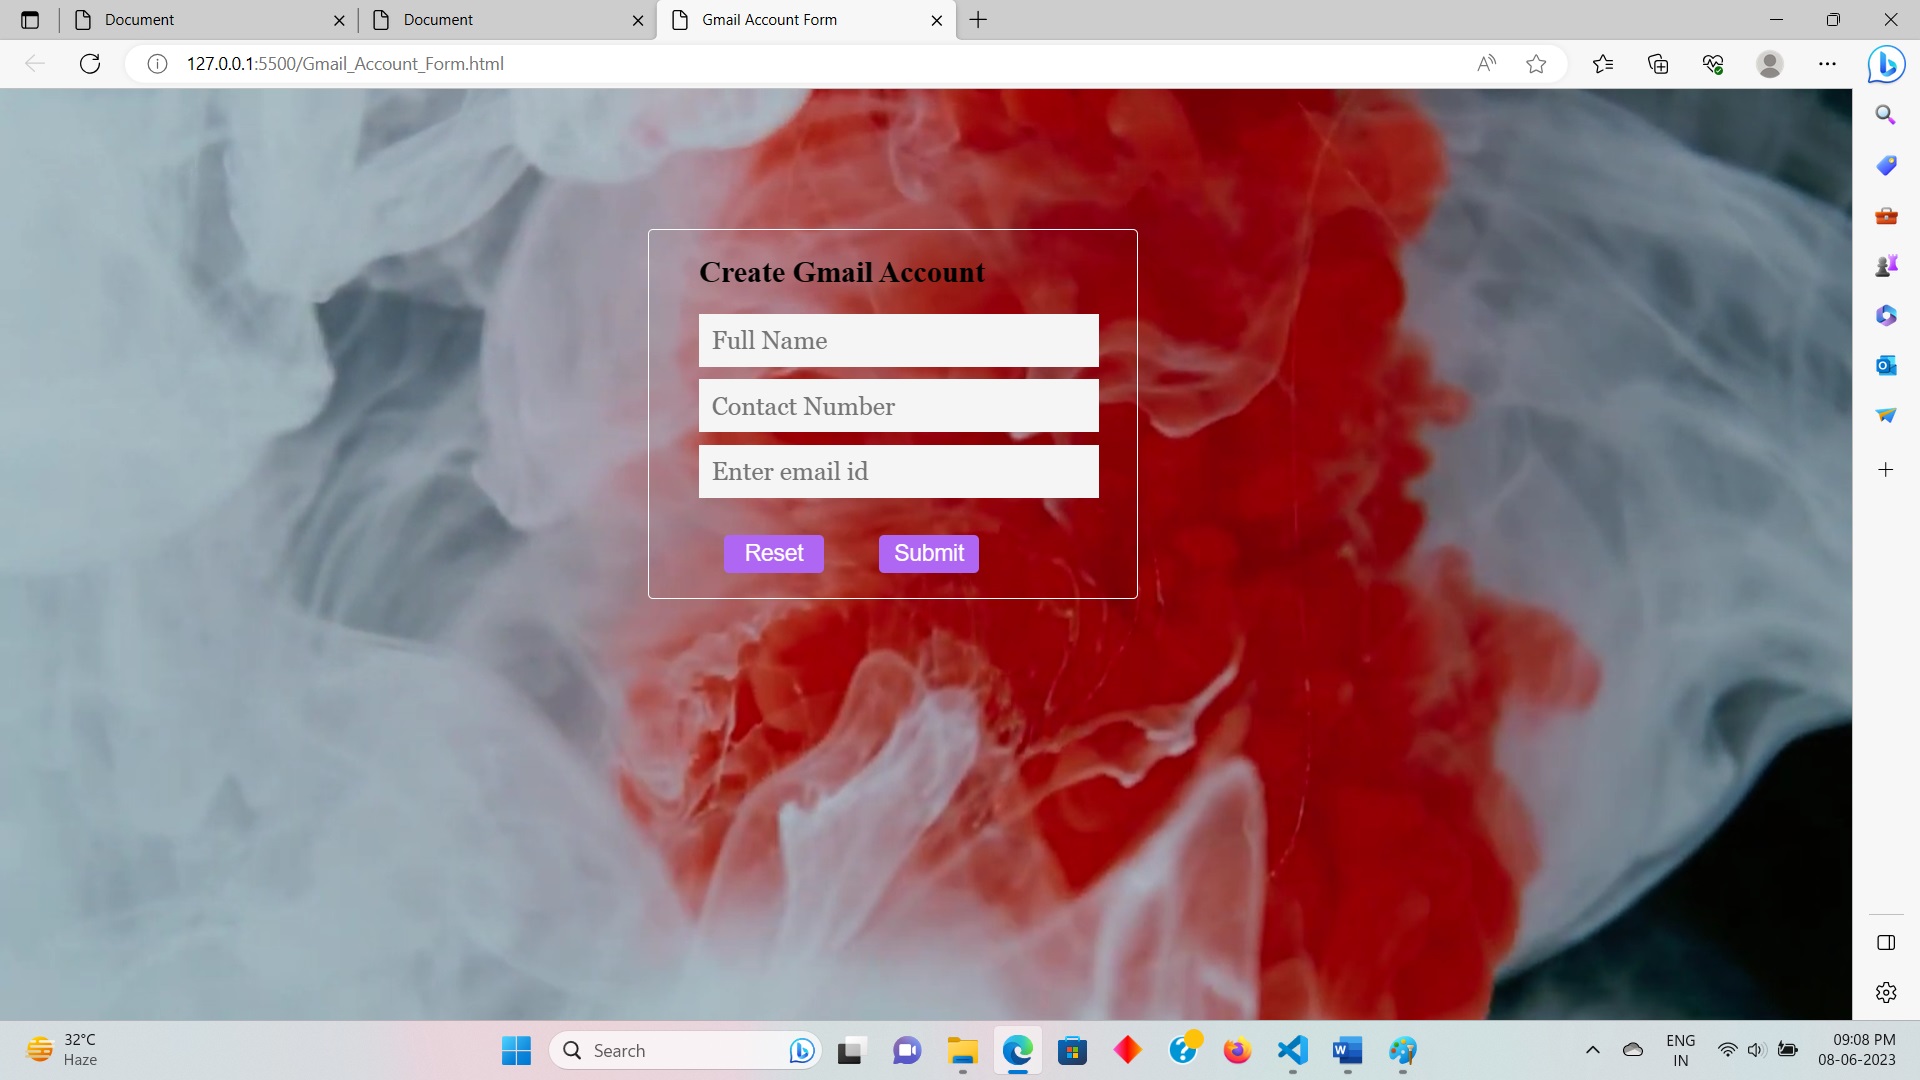 Document
Document
Gmail Account Form
127.0.0.1:5500/Gmail_Account_Form.html
Create Gmail Account
Full Name
Contact Number
Enter email id
Reset
Submit
32°C
Haze
Search
ENG
IN
09:08 PM
08-06-2023